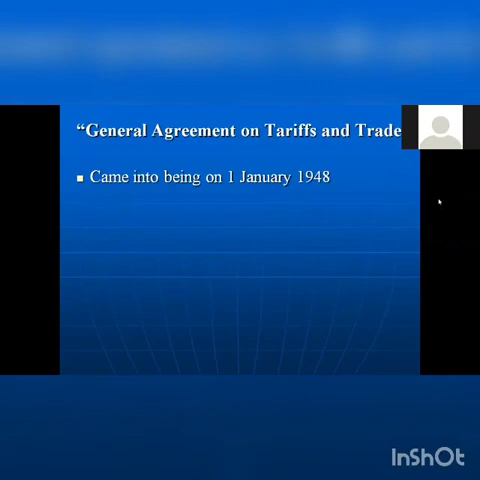 “General Agreement on Tariffs and Trade
Came into being on 1 January 1948
InShOt